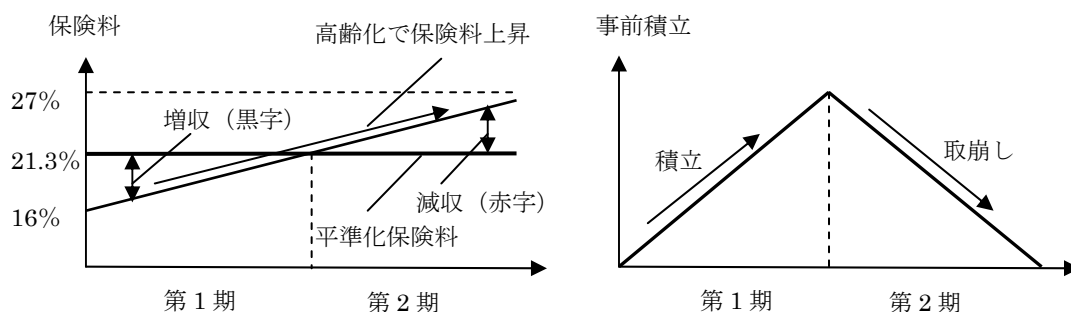 保険料
高齢化で保険料上昇
27%
増収（黒字）
21.3%
減収（赤字）
16%
平準化保険料
第 1 期
第 2 期
事前積立
積立
取崩し
第 1 期
第 2 期